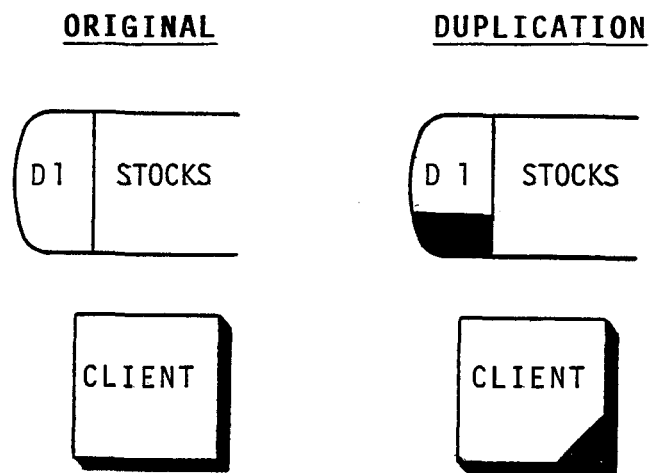 ORIGINAL DUPLICATION
D1 STOCKS D 1 STOCKS
CLIENT CLIENT